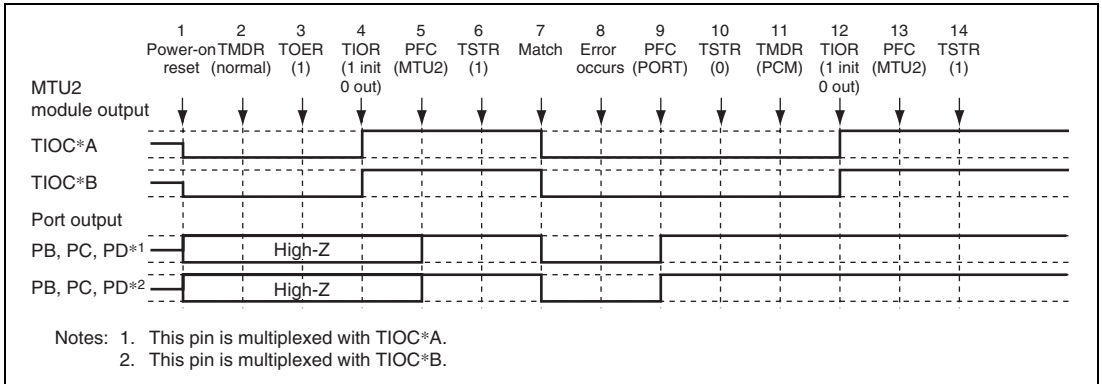 1 2 3 4 5 6 7 8 9 10 11 12 13 14
Power-on TMDR TOER TIOR PFC TSTR Match Error PFC TSTR TMDR TIOR PFC TSTR
reset (normal) (1) (1 init (MTU2) (1) occurs (PORT) (0) (PCM) (1 init (MTU2) (1)
0 out) 0 out)
MTU2
module output
TIOC*A
TIOC*B
Port output
PB, PC, PD*1 High-Z
PB, PC, PD*2 High-Z
Notes: 1. This pin is multiplexed with TIOC*A.
2. This pin is multiplexed with TIOC*B.